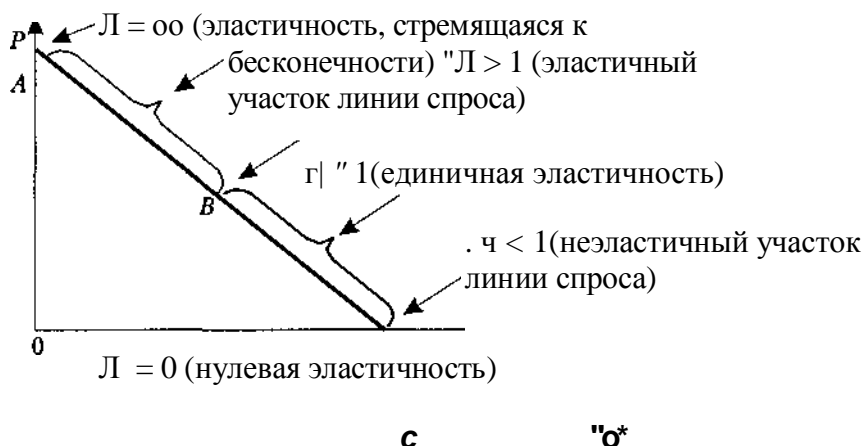 P
Л = оо (эластичность, стремящаяся к
бесконечности) "Л > 1 (эластичный
A
участок линии спроса)
г| " 1(единичная эластичность)
B
. ч < 1(неэластичный участок
линии спроса)
0
Л = 0 (нулевая эластичность)
с "о*